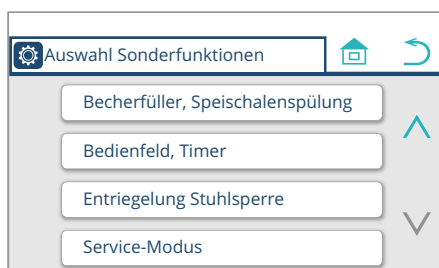 Auswahl Sonderfunktionen
Becherfüller, Speischalenspülung
Bedienfeld, Timer
Entriegelung Stuhlsperre
Service-Modus